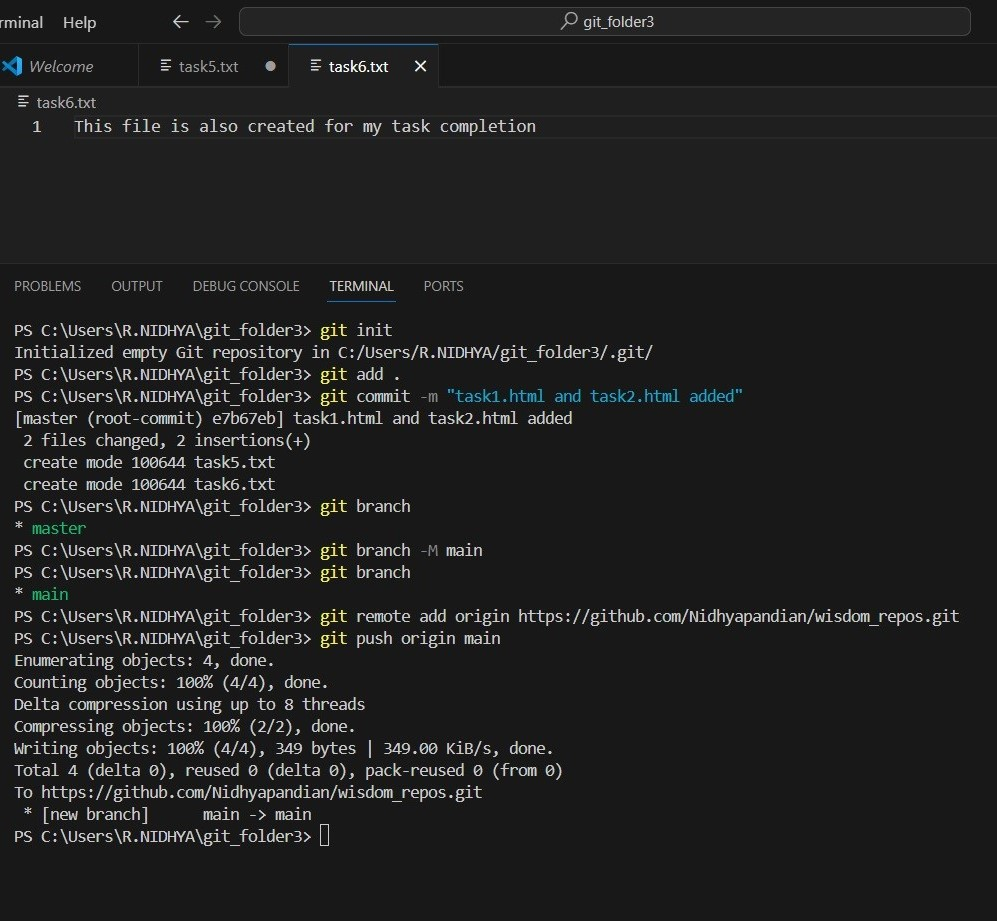 rminal Help git_folder3
Welcome task5.txt task6.txt
task6.txt
1 This file is also created for my task completion
PROBLEMS OUTPUT DEBUG CONSOLE TERMINAL PORTS
PS C:\Users\R.NIDHYA\git_folder3> git init
Initialized empty Git repository in C:/Users/R.NIDHYA/git_folder3/.git/
PS C:\Users\R.NIDHYA\git_folder3> git add .
PS C:\Users\R.NIDHYA\git_folder3> git commit -m "task1.html and task2.html added"
[master (root-commit) e7b67eb] task1.html and task2.html added
 2 files changed, 2 insertions(+)
 create mode 100644 task5.txt
 create mode 100644 task6.txt
PS C:\Users\R.NIDHYA\git_folder3> git branch
* master
PS C:\Users\R.NIDHYA\git_folder3> git branch -M main
PS C:\Users\R.NIDHYA\git_folder3> git branch
* main
PS C:\Users\R.NIDHYA\git_folder3> git remote add origin https://github.com/Nidhyapandian/wisdom_repos.git
PS C:\Users\R.NIDHYA\git_folder3> git push origin main
Enumerating objects: 4, done.
Counting objects: 100% (4/4), done.
Delta compression using up to 8 threads
Compressing objects: 100% (2/2), done.
Writing objects: 100% (4/4), 349 bytes | 349.00 KiB/s, done.
Total 4 (delta 0), reused 0 (delta 0), pack-reused 0 (from 0)
To https://github.com/Nidhyapandian/wisdom_repos.git
 * [new branch]      main -> main
PS C:\Users\R.NIDHYA\git_folder3>